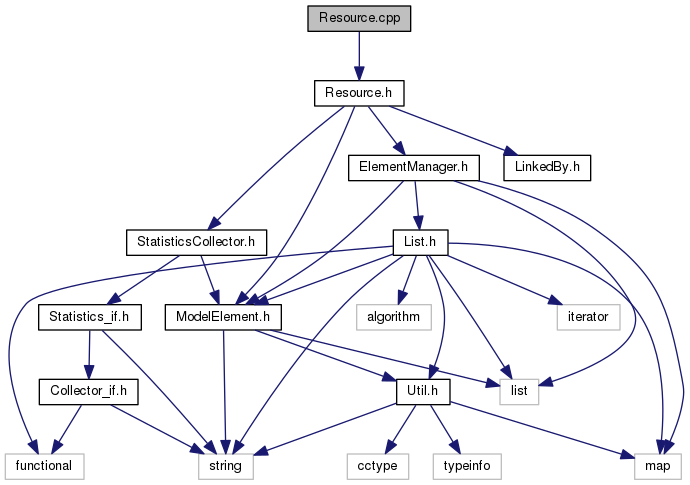 Resource.cpp
Resource.h
ElementManager.h
LinkedBy.h
StatisticsCollector.h
List.h
Statistics_if.h
ModelElement.h
algorithm
iterator
Collector_if.h
Util.h
list
functional
string
cctype
typeinfo
map